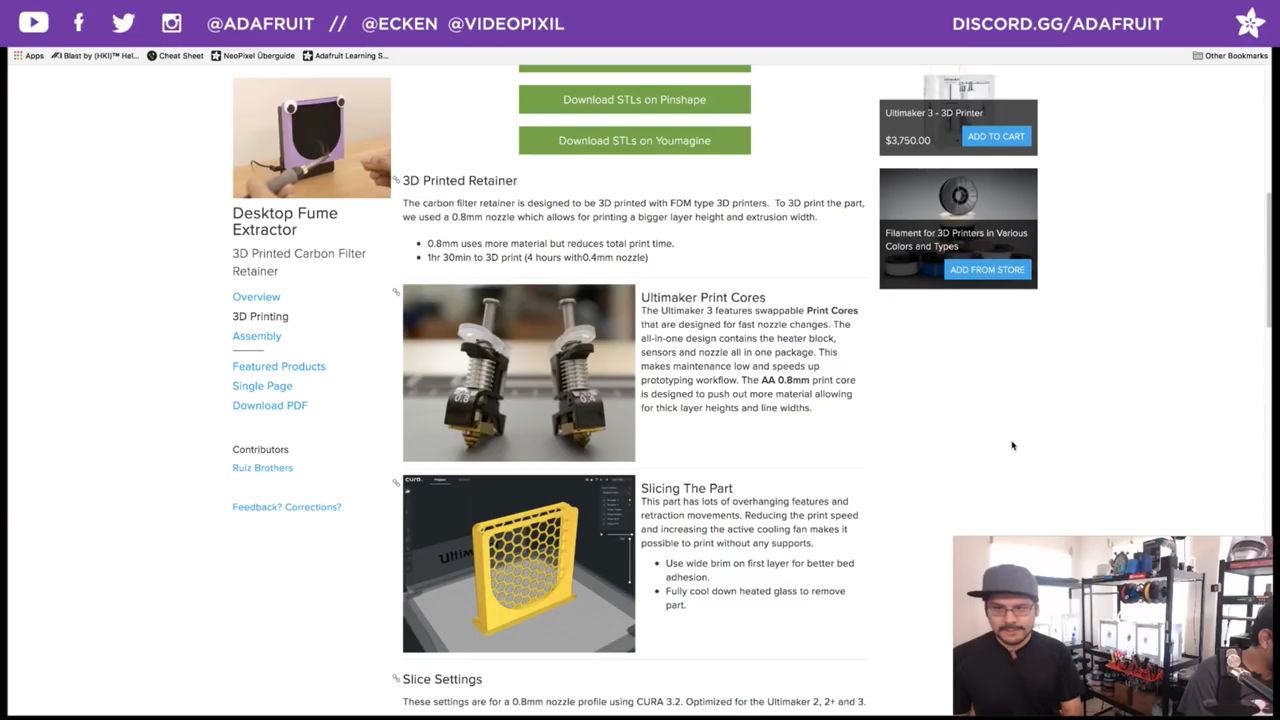 @ADAFRUIT // @ECKEN @VIDEOPIXIL
DISCORD.GG/ADAFRUIT
Apps
Blast by (HKI)™ Hel...
Cheat Sheet
NeoPixel Überguide
Adafruit Learning S...
Other Bookmarks
Desktop Fume
Extractor
3D Printed Carbon Filter
Retainer
Overview
3D Printing
Assembly
Featured Products
Single Page
Download PDF
Contributors
Ruiz Brothers
Feedback? Corrections?
Download STLs on Pinshape
Download STLs on Youmagine
3D Printed Retainer
The carbon filter retainer is designed to be 3D printed with FDM type 3D printers. To 3D print the part,
we used a 0.8mm nozzle which allows for printing a bigger layer height and extrusion width.
0.8mm uses more material but reduces total print time.
1hr 30min to 3D print (4 hours with0.4mm nozzle)
0.8
0.4
Ultimaker Print Cores
The Ultimaker 3 features swappable Print Cores
that are designed for fast nozzle changes. The
all-in-one design contains the heater block,
sensors and nozzle all in one package. This
makes maintenance low and speeds up
prototyping workflow. The AA 0.8mm print core
is designed to push out more material allowing
for thick layer heights and line widths.
cura.
Ultim
Slicing The Part
This part has lots of overhanging features and
retraction movements. Reducing the print speed
and increasing the active cooling fan makes it
possible to print without any supports.
Use wide brim on first layer for better bed
adhesion.
Fully cool down heated glass to remove
part.
Slice Settings
These settings are for a 0.8mm nozzle profile using CURA 3.2. Optimized for the Ultimaker 2, 2+ and 3.
Ultimaker 3 - 3D Printer
$3,750.00
ADD TO CART
Filament for 3D Printers in Various
Colors and Types
ADD FROM STORE